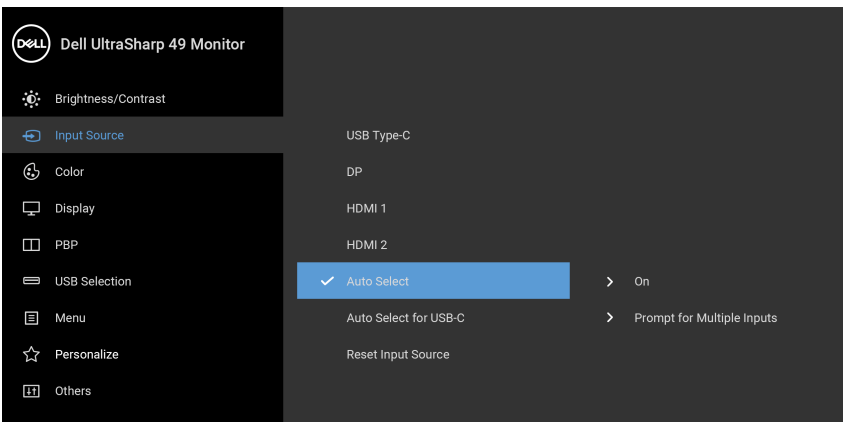 DELL
Dell UltraSharp 49 Monitor
Brightness/Contrast
Input Source
USB Type-C
Color
DP
Display
HDMI 1
PBP
HDMI 2
USB Selection
Auto Select
On
Menu
Auto Select for USB-C
Prompt for Multiple Inputs
Personalize
Reset Input Source
Others